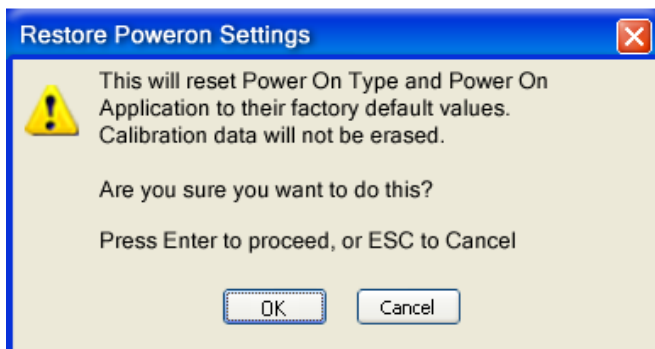 Restore Poweron Settings
This will reset Power On Type and Power On
Application to their factory default values.
Calibration data will not be erased.
Are you sure you want to do this?
Press Enter to proceed, or ESC to Cancel
OK
Cancel